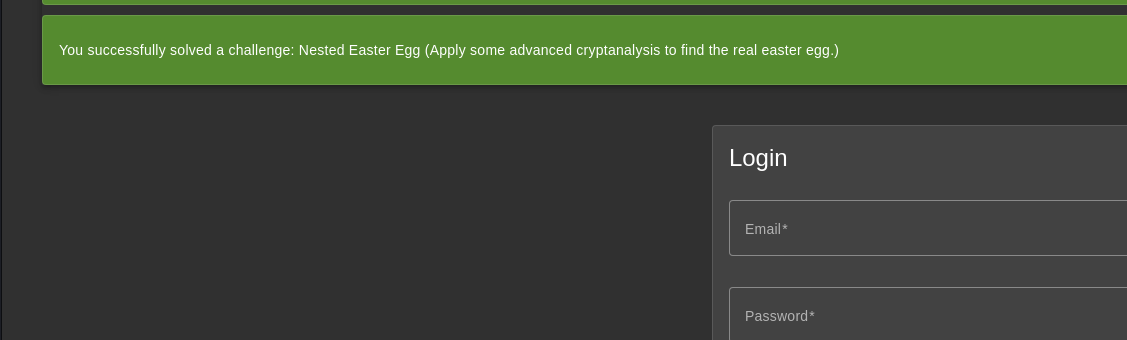 You successfully solved a challenge: Nested Easter Egg (Apply some advanced cryptanalysis to find the real easter egg.)
Login
Email*
Password*